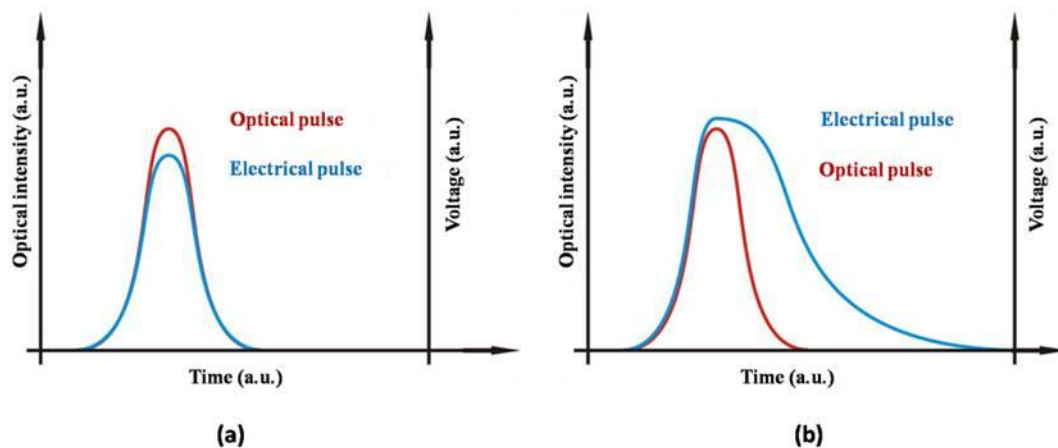 Optical intensity (a.u.)
Optical pulse
Electrical pulse
Voltage (a.u.)
Time (a.u.)
(a)
Optical intensity (a.u.)
Electrical pulse
Optical pulse
Voltage (a.u.)
Time (a.u.)
(b)